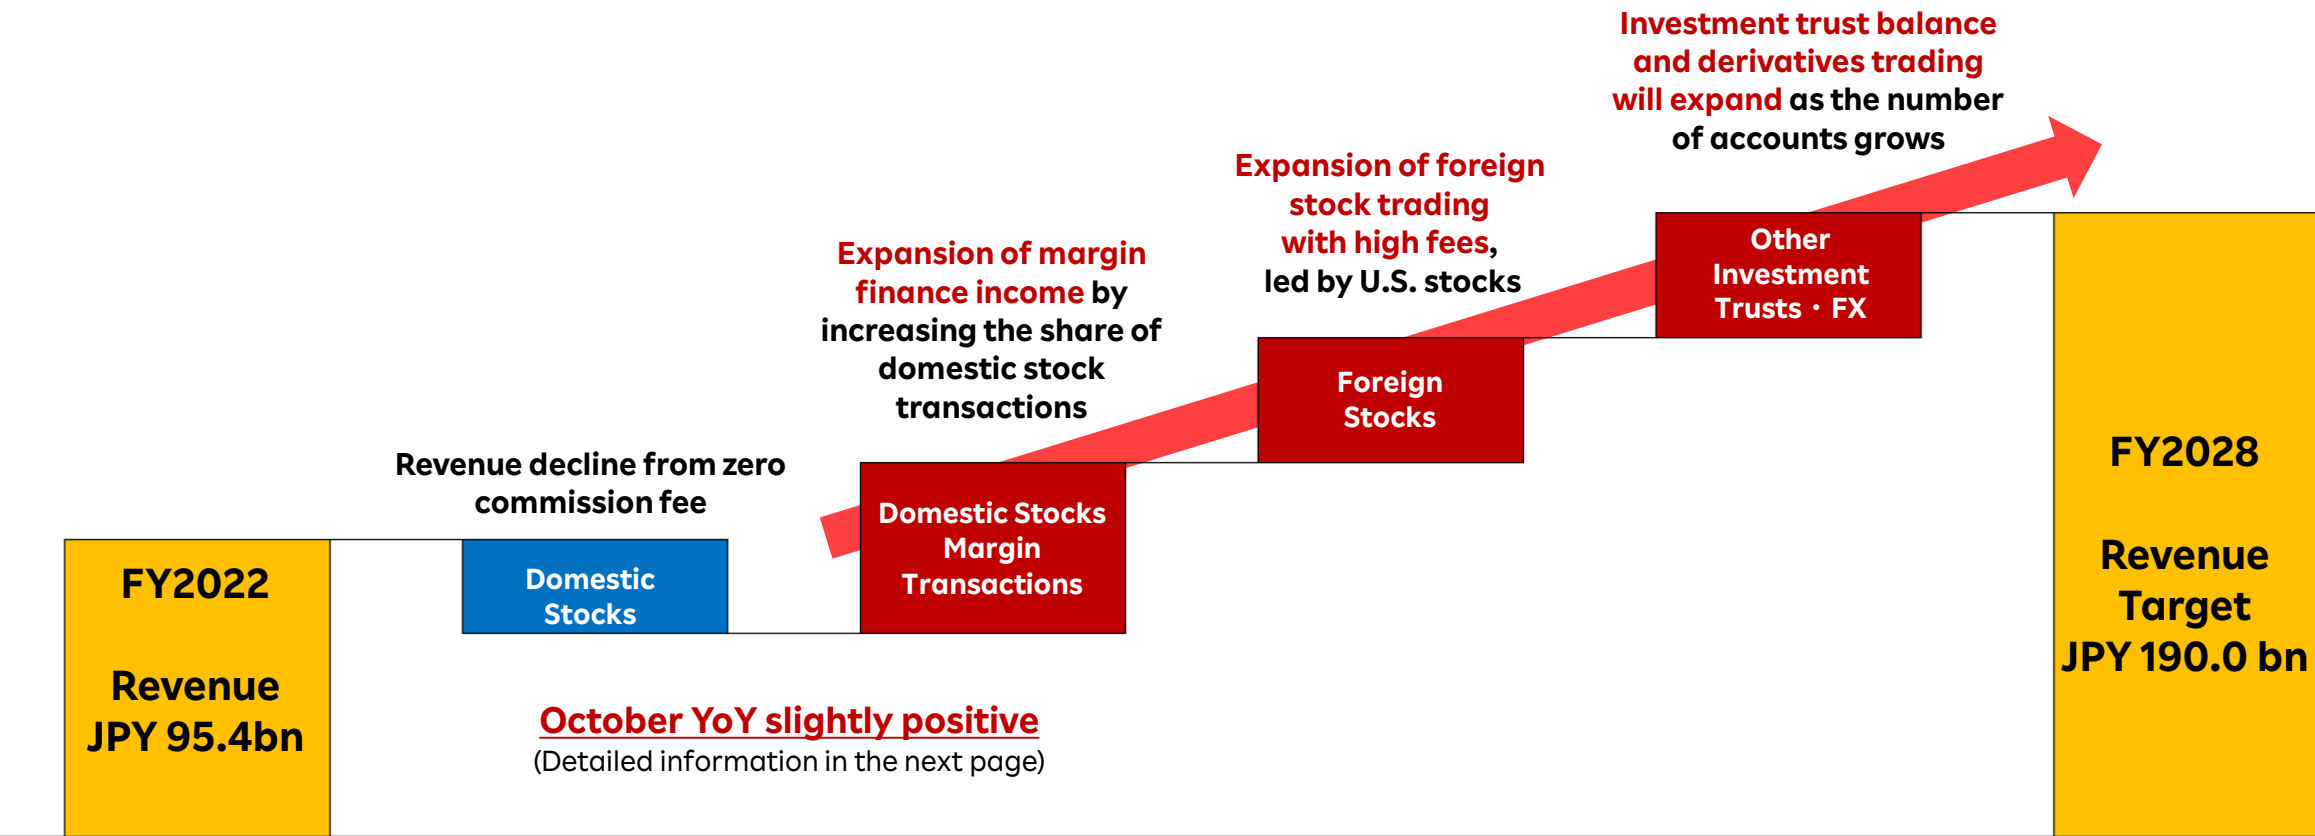 Investment trust balance
and derivatives trading
will expand as the number
of accounts grows
Expansion of foreign
stock trading
with high fees,
led by U.S. stocks
Expansion of margin
finance income by
increasing the share of
domestic stock
transactions
Revenue decline from zero
commission fee
FY2022
Revenue
JPY 95.4bn
Domestic
Stocks
Domestic Stocks
Margin
Transactions
Foreign
Stocks
Other
Investment
Trusts・FX
FY2028
Revenue
Target
JPY 190.0 bn
October YoY slightly positive
(Detailed information in the next page)